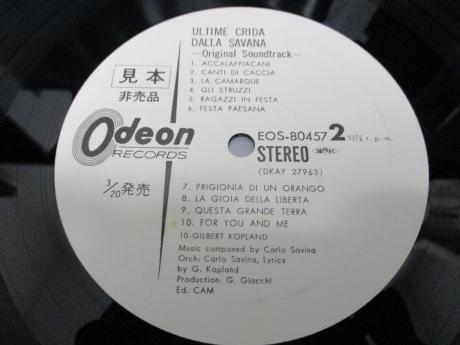 ULTIME CRIDA
DALLA SAVANA
—Original Soundtrack—
1. ACCALAPPIACANI
2. CANTI DI CACCIA
3. LA CAMARGUE
4. GLI STRUZZI
5. RAGAZZI IN FESTA
6. FESTA PAESANA
見本
非売品
Odeon
RECORDS
EOS-80457 2 33⅓ r. p. m.
STEREO
(DKAY 27963)
3/20発売
7. PRIGIONIA DI UN ORANGO
8. LA GIOIA DELLA LIBERTA
9. QUESTA GRANDE TERRA
10. FOR YOU AND ME
10-GILBERT KOPLAND
Music composed by Carlo Savina
Orch: Carlo Savina, Lyrics
by G. Kopland
Production: G. Giacchi
Ed. CAM